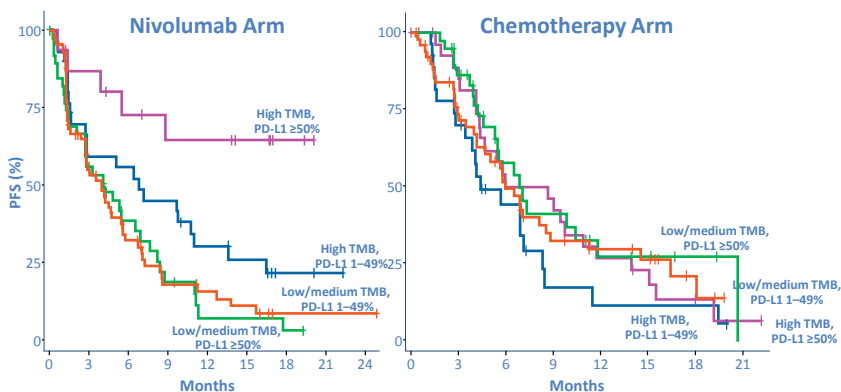 Nivolumab Arm
Chemotherapy Arm
PFS (%)
100
75
50
25
0
High TMB,
PD-L1 ≥50%
High TMB,
PD-L1 1–49%
Low/medium TMB,
PD-L1 1–49%
Low/medium TMB,
PD-L1 ≥50%
0 3 6 9 12 15 18 21 24
Months
100
75
50
25
0
Low/medium TMB,
PD-L1 ≥50%
Low/medium TMB,
PD-L1 1–49%
High TMB,
PD-L1 1–49%
High TMB,
PD-L1 ≥50%
0 3 6 9 12 15 18 21
Months